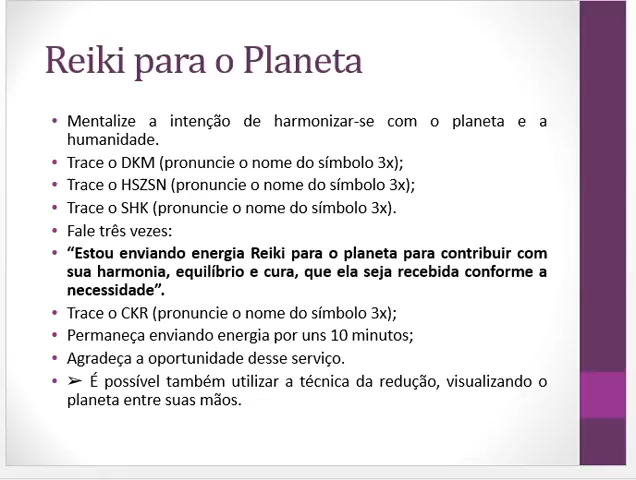 Reiki para o Planeta
• Mentalize a intenção de harmonizar-se com o planeta e a
humanidade.
• Trace o DKM (pronuncie o nome do símbolo 3x);
• Trace o HSZSN (pronuncie o nome do símbolo 3x);
• Trace o SHK (pronuncie o nome do símbolo 3x).
• Fale três vezes:
• “Estou enviando energia Reiki para o planeta para contribuir com
sua harmonia, equilíbrio e cura, que ela seja recebida conforme a
necessidade”.
• Trace o CKR (pronuncie o nome do símbolo 3x);
• Permaneça enviando energia por uns 10 minutos;
• Agradeça a oportunidade desse serviço.
• ➢ É possível também utilizar a técnica da redução, visualizando o
planeta entre suas mãos.